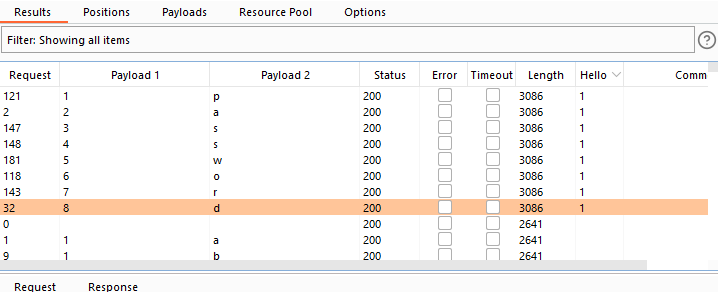 Results Positions Payloads Resource Pool Options
Filter: Showing all items ?
Request Payload 1 Payload 2 Status Error Timeout Length Hello Comm
121 1 p 200 3086 1
2 2 a 200 3086 1
147 3 s 200 3086 1
148 4 s 200 3086 1
181 5 w 200 3086 1
118 6 o 200 3086 1
143 7 r 200 3086 1
32 8 d 200 3086 1
0 200 2641
1 1 a 200 2641
9 1 b 200 2641
Request Response